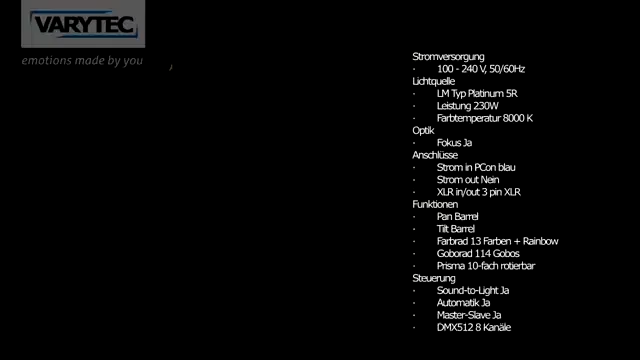 VARYTEC
emotions made by you
Stromversorgung
· 100 - 240 V, 50/60Hz
Lichtquelle
· LM Typ Platinum 5R
· Leistung 230W
· Farbtemperatur 8000 K
Optik
· Fokus Ja
Anschlüsse
· Strom in PCon blau
· Strom out Nein
· XLR in/out 3 pin XLR
Funktionen
· Pan Barrel
· Tilt Barrel
· Farbrad 13 Farben + Rainbow
· Goborad 114 Gobos
· Prisma 10-fach rotierbar
Steuerung
· Sound-to-Light Ja
· Automatik Ja
· Master-Slave Ja
· DMX512 8 Kanäle